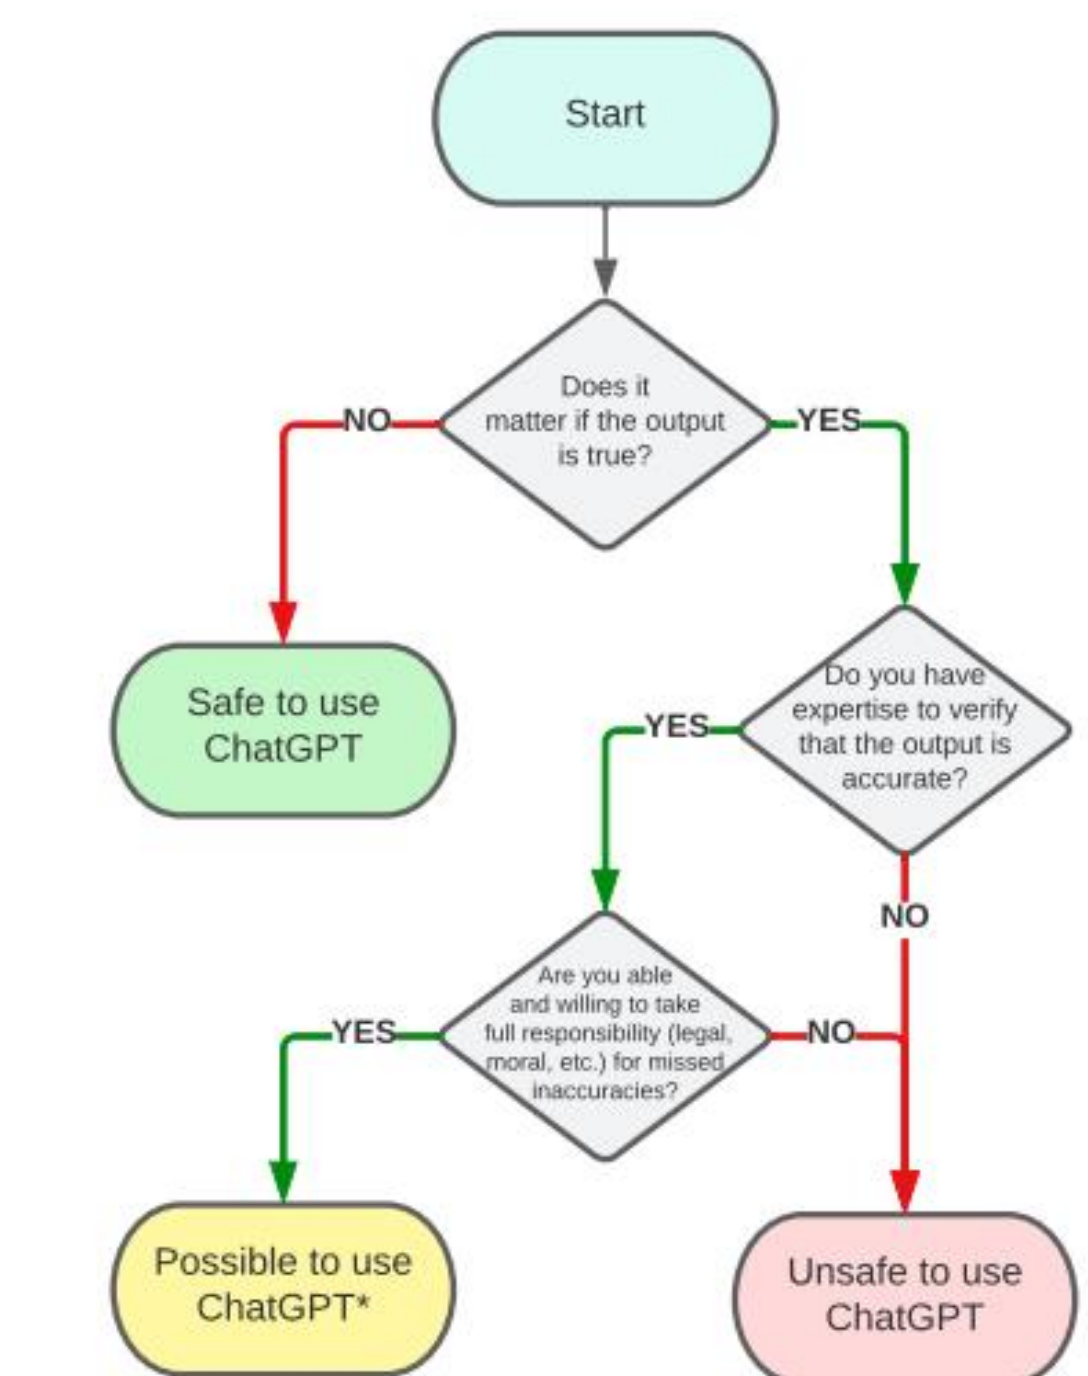 Start
Does it
matter if the output
is true?
NO
YES
Safe to use
ChatGPT
Do you have
expertise to verify
that the output is
accurate?
YES
NO
Are you able
and willing to take
full responsibility (legal,
moral, etc.) for missed
inaccuracies?
YES
NO
Possible to use
ChatGPT*
Unsafe to use
ChatGPT